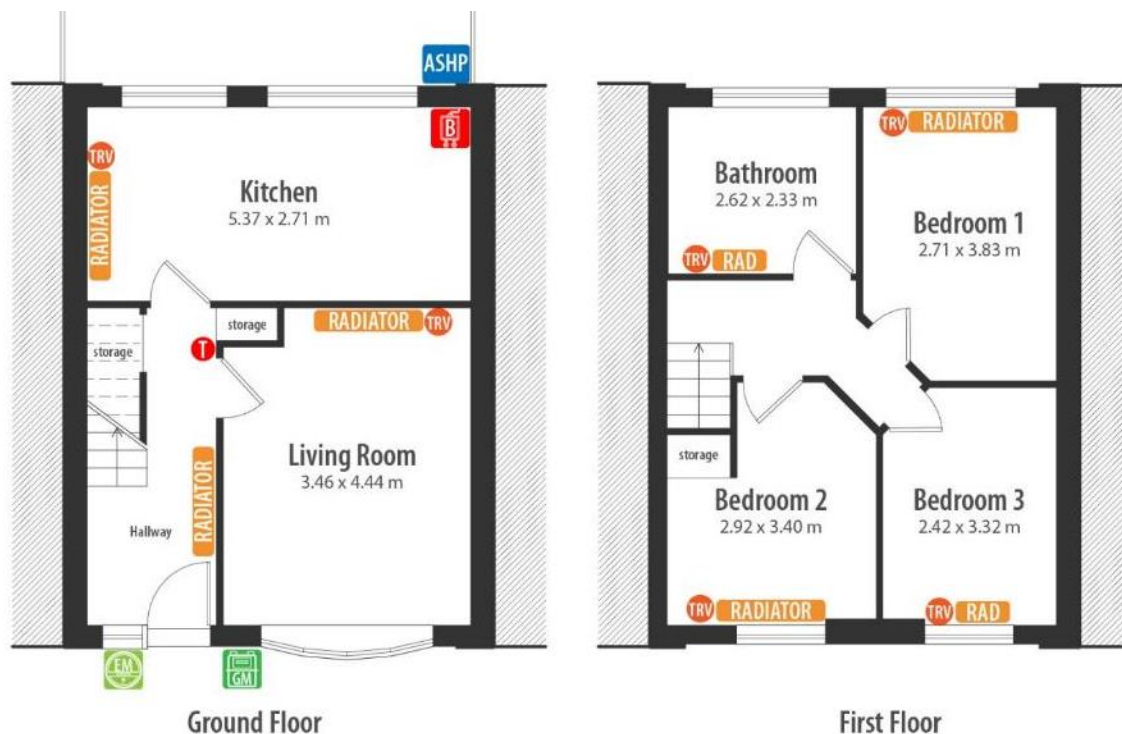 ASHP
B
TRV
RADIATOR
Kitchen
5.37 x 2.71 m
storage
storage
RADIATOR
TRV
T
Living Room
3.46 x 4.44 m
RADIATOR
Hallway
EM
GM
Ground Floor
TRV
RADIATOR
Bathroom
2.62 x 2.33 m
TRV
RAD
Bedroom 1
2.71 x 3.83 m
storage
Bedroom 2
2.92 x 3.40 m
Bedroom 3
2.42 x 3.32 m
TRV
RADIATOR
TRV
RAD
First Floor